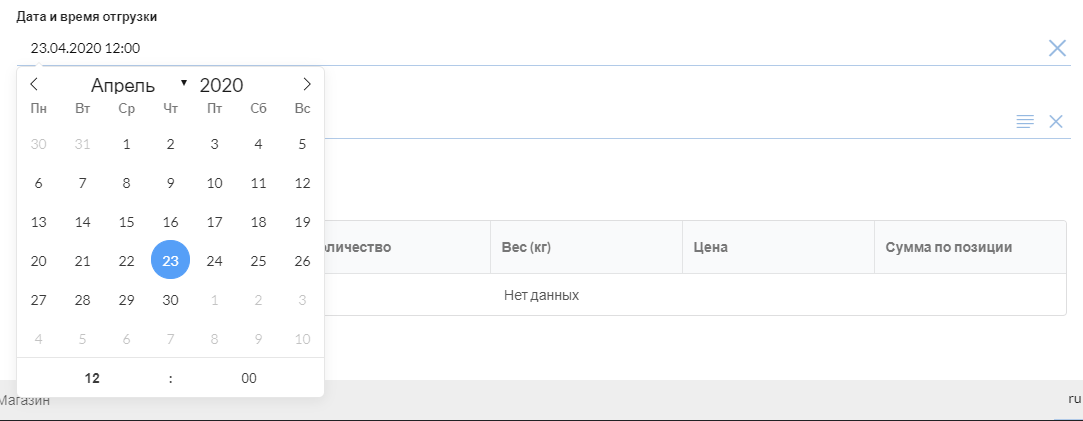 Дата и время отгрузки
23.04.2020 12:00
Апрель 2020
Пн Вт Ср Чт Пт Сб Вс
30 31 1 2 3 4 5
6 7 8 9 10 11 12
13 14 15 16 17 18 19
20 21 22 23 24 25 26
27 28 29 30 1 2 3
4 5 6 7 8 9 10
12 : 00
оличество Вес (кг) Цена Сумма по позиции
Нет данных
Магазин ru